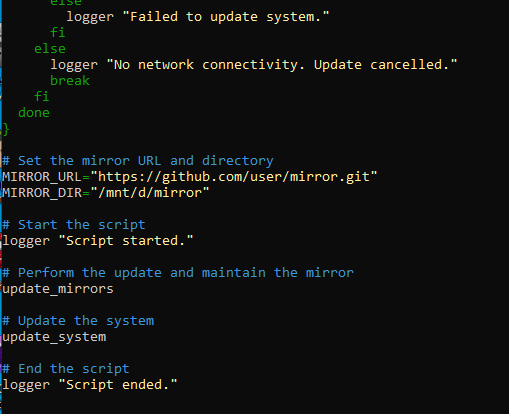 else
logger "Failed to update system."
fi
else
logger "No network connectivity. Update cancelled."
break
fi
done
}
# Set the mirror URL and directory
MIRROR_URL="https://github.com/user/mirror.git"
MIRROR_DIR="/mnt/d/mirror"
# Start the script
logger "Script started."
# Perform the update and maintain the mirror
update_mirrors
# Update the system
update_system
# End the script
logger "Script ended."